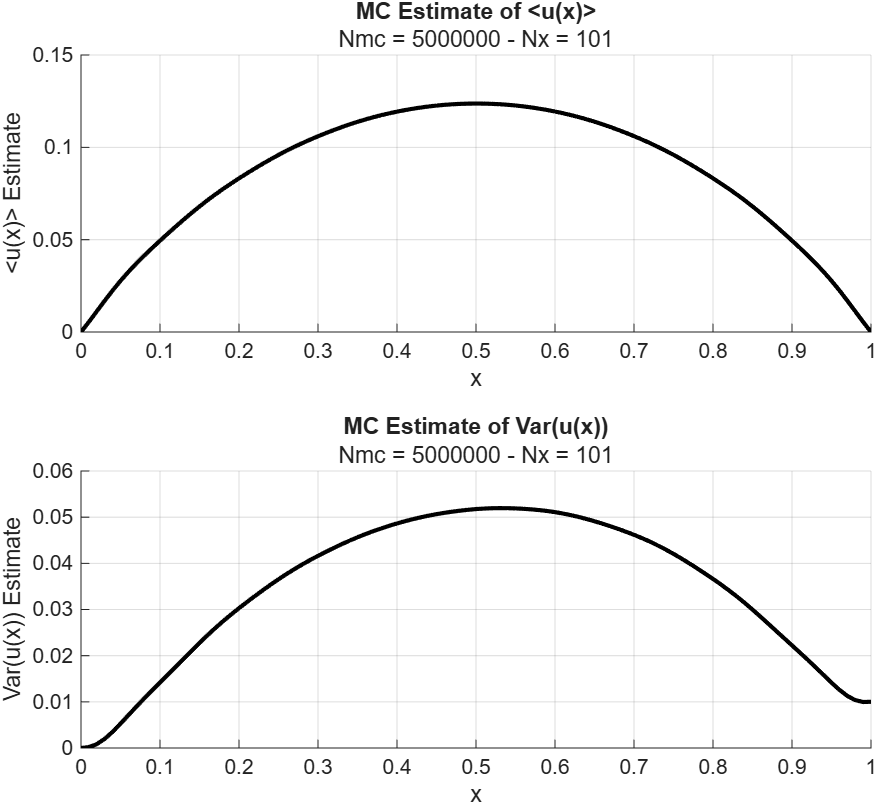 MC Estimate of <u(x)>
Nmc = 5000000 - Nx = 101
<u(x)> Estimate
0.15
0.1
0.05
0
0 0.1 0.2 0.3 0.4 0.5 0.6 0.7 0.8 0.9 1
x
MC Estimate of Var(u(x))
Nmc = 5000000 - Nx = 101
Var(u(x)) Estimate
0.06
0.05
0.04
0.03
0.02
0.01
0
0 0.1 0.2 0.3 0.4 0.5 0.6 0.7 0.8 0.9 1
x